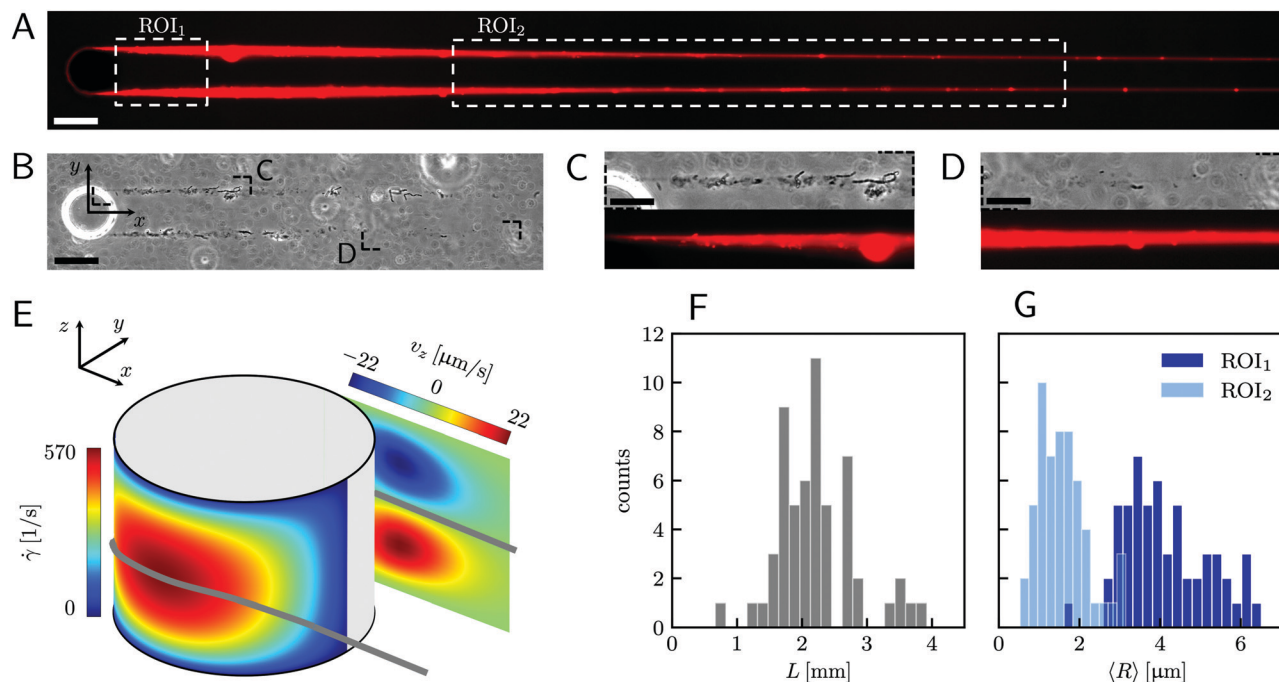 A
ROI₁
ROI₂
B
y
x
C
D
C
D
E
z
y
x
v_z [µm/s]
−22
0
22
570
γ̇ [1/s]
0
F
12
10
8
6
4
2
0
counts
0
1
2
3
4
L [mm]
G
ROI₁
ROI₂
0
2
4
6
⟨R⟩ [µm]